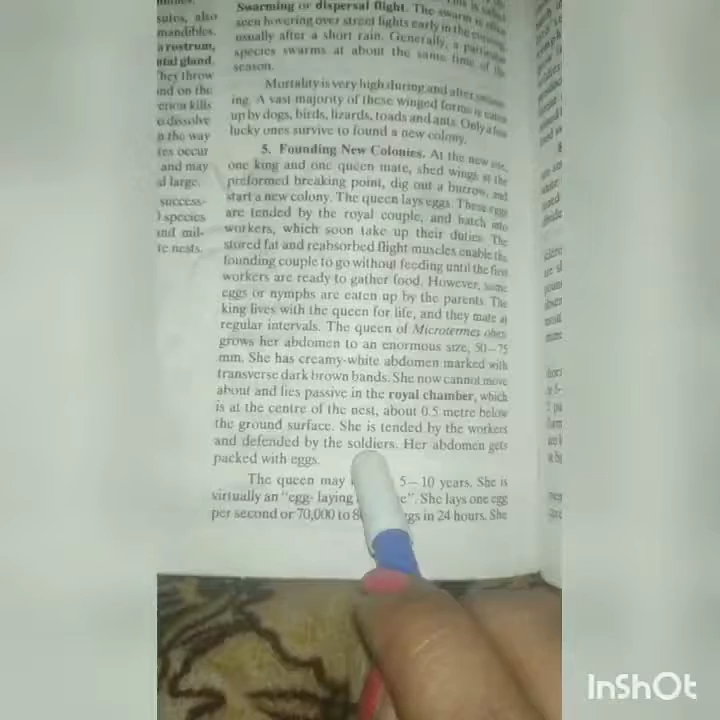 sules, also
mandibles.
a rostrum,
ntal gland.
They throw
and on the
kills
dissolve
n the way
occur
and may
large.
success-
species
and mil-
nests.
Swarming or dispersal flight. The swarm is often
seen hovering over street lights early in the
usually after a short rain. Generally, a particular
species swarms at about the same time of the
season.
Mortality is very high during and after
ing. A vast majority of these winged forms is eaten
up by dogs, birds, lizards, toads and ants. Only a few
lucky ones survive to found a new colony.
5. Founding New Colonies. At the new site,
one king and one queen mate, shed wings at the
preformed breaking point, dig out a burrow, and
start a new colony. The queen lays eggs. These eggs
are tended by the royal couple, and hatch into
workers, which soon take up their duties. The
stored fat and reabsorbed flight muscles enable the
founding couple to go without feeding until the first
workers are ready to gather food. However, some
eggs or nymphs are eaten up by the parents. The
king lives with the queen for life, and they mate at
regular intervals. The queen of Microtermes obesi
grows her abdomen to an enormous size, 50–75
mm. She has creamy-white abdomen marked with
transverse dark brown bands. She now cannot move
about and lies passive in the royal chamber, which
is at the centre of the nest, about 0.5 metre below
the ground surface. She is tended by the workers
and defended by the soldiers. Her abdomen gets
packed with eggs.
The queen may 5–10 years. She is
virtually an "egg- laying e". She lays one egg
per second or 70,000 to 8 gs in 24 hours. She
InShOt